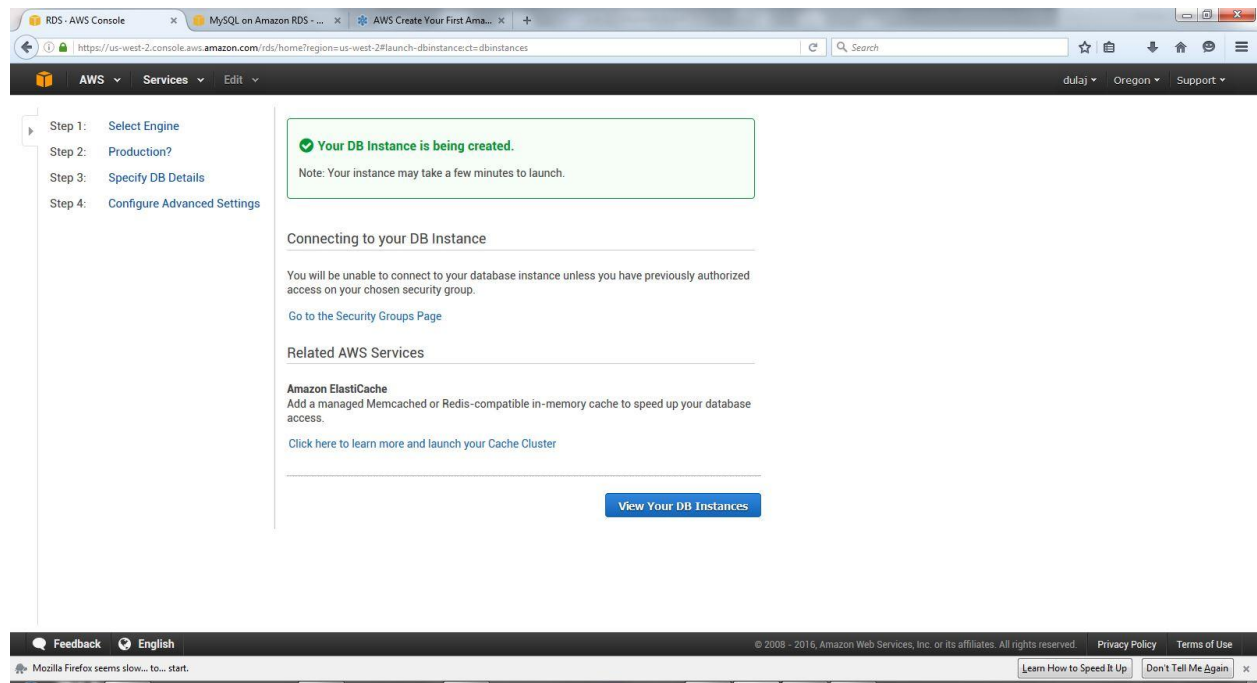 RDS · AWS Console
MySQL on Amazon RDS - ...
AWS Create Your First Ama...
https://us-west-2.console.aws.amazon.com/rds/home?region=us-west-2#launch-dbinstance:ct=dbinstances
Search
AWS Services Edit
dulaj Oregon Support
Step 1: Select Engine
Step 2: Production?
Step 3: Specify DB Details
Step 4: Configure Advanced Settings
Your DB Instance is being created.
Note: Your instance may take a few minutes to launch.
Connecting to your DB Instance
You will be unable to connect to your database instance unless you have previously authorized
access on your chosen security group.
Go to the Security Groups Page
Related AWS Services
Amazon ElastiCache
Add a managed Memcached or Redis-compatible in-memory cache to speed up your database
access.
Click here to learn more and launch your Cache Cluster
View Your DB Instances
Feedback English
© 2008 - 2016, Amazon Web Services, Inc. or its affiliates. All rights reserved. Privacy Policy Terms of Use
Mozilla Firefox seems slow... to... start.
Learn How to Speed It Up
Don't Tell Me Again